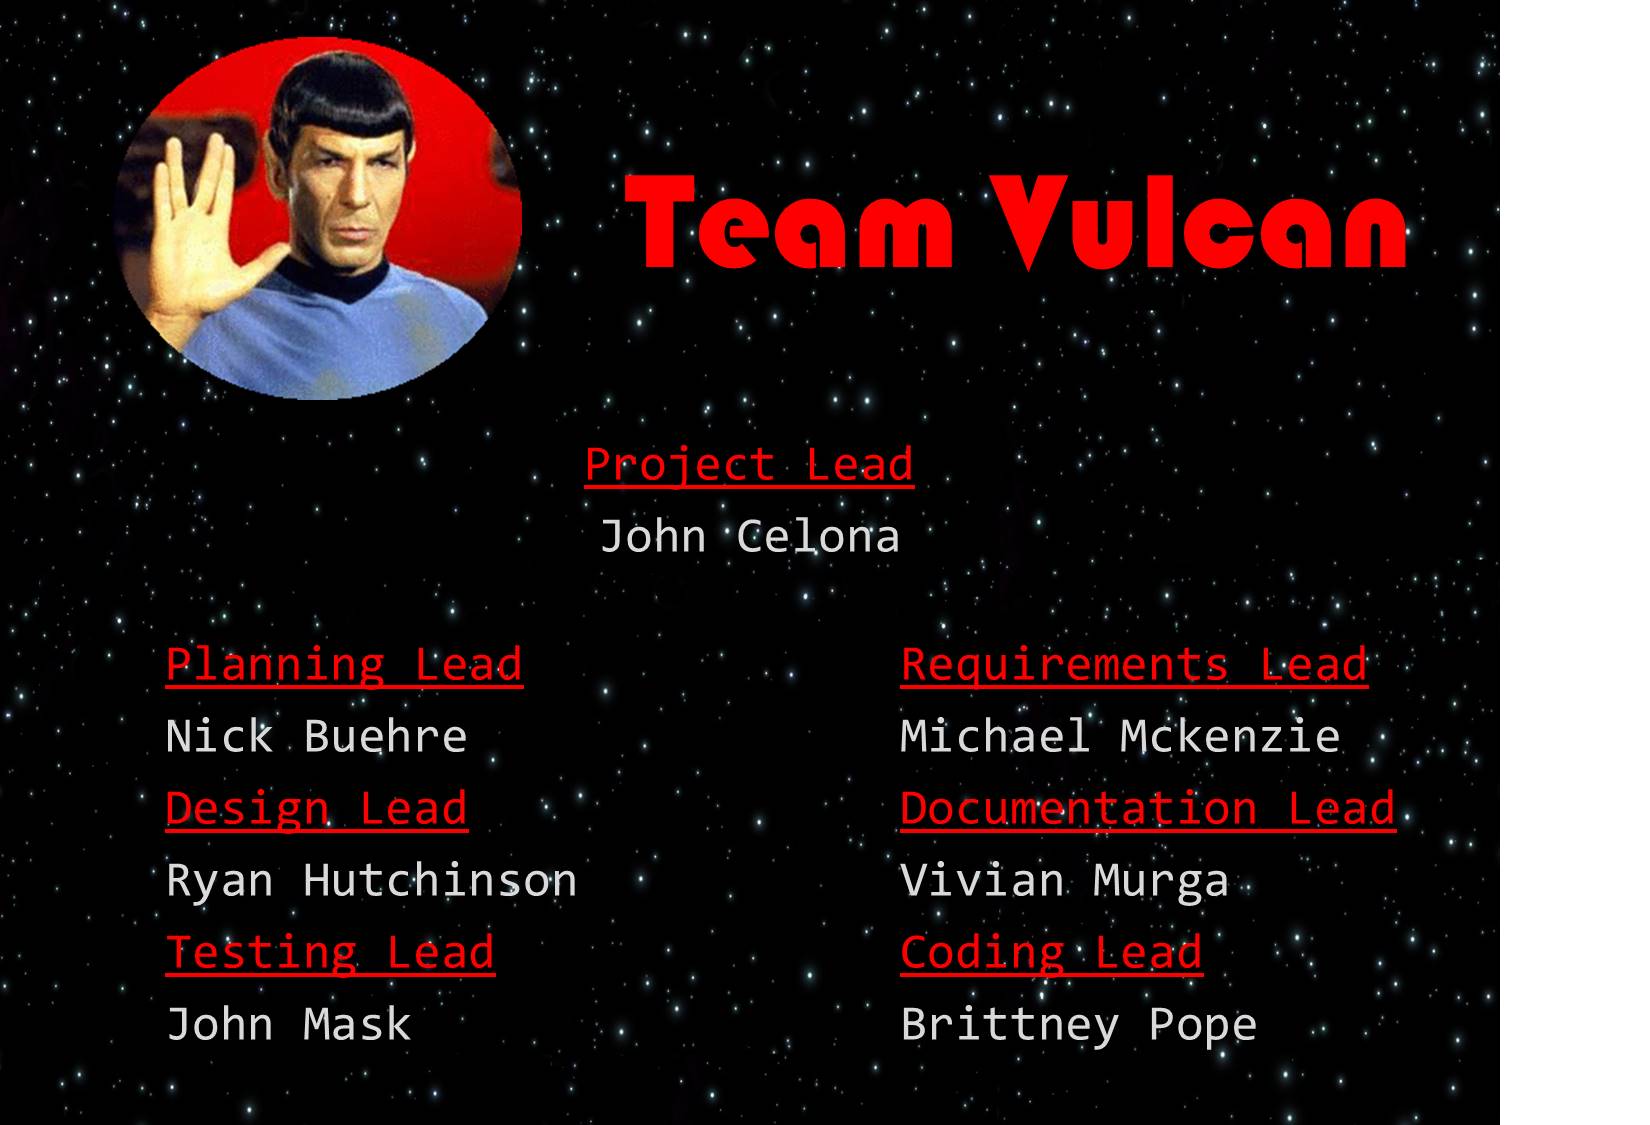 Team Vulcan
Project Lead
John Celona
Planning Lead
Nick Buehre
Design Lead
Ryan Hutchinson
Testing Lead
John Mask
Requirements Lead
Michael Mckenzie
Documentation Lead
Vivian Murga
Coding Lead
Brittney Pope